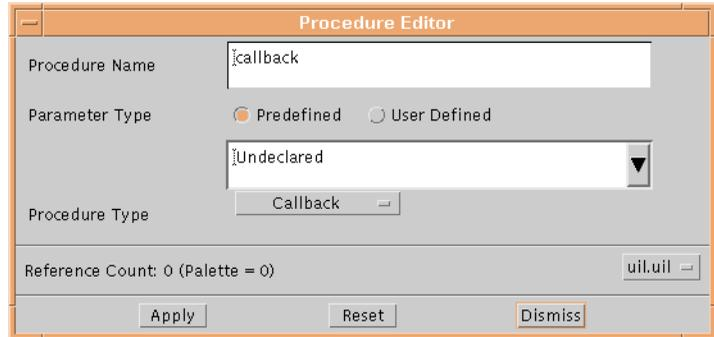 Procedure Editor
Procedure Name
callback
Parameter Type
Predefined
User Defined
Undeclared
Procedure Type
Callback
Reference Count: 0 (Palette = 0)
uil.uil
Apply
Reset
Dismiss